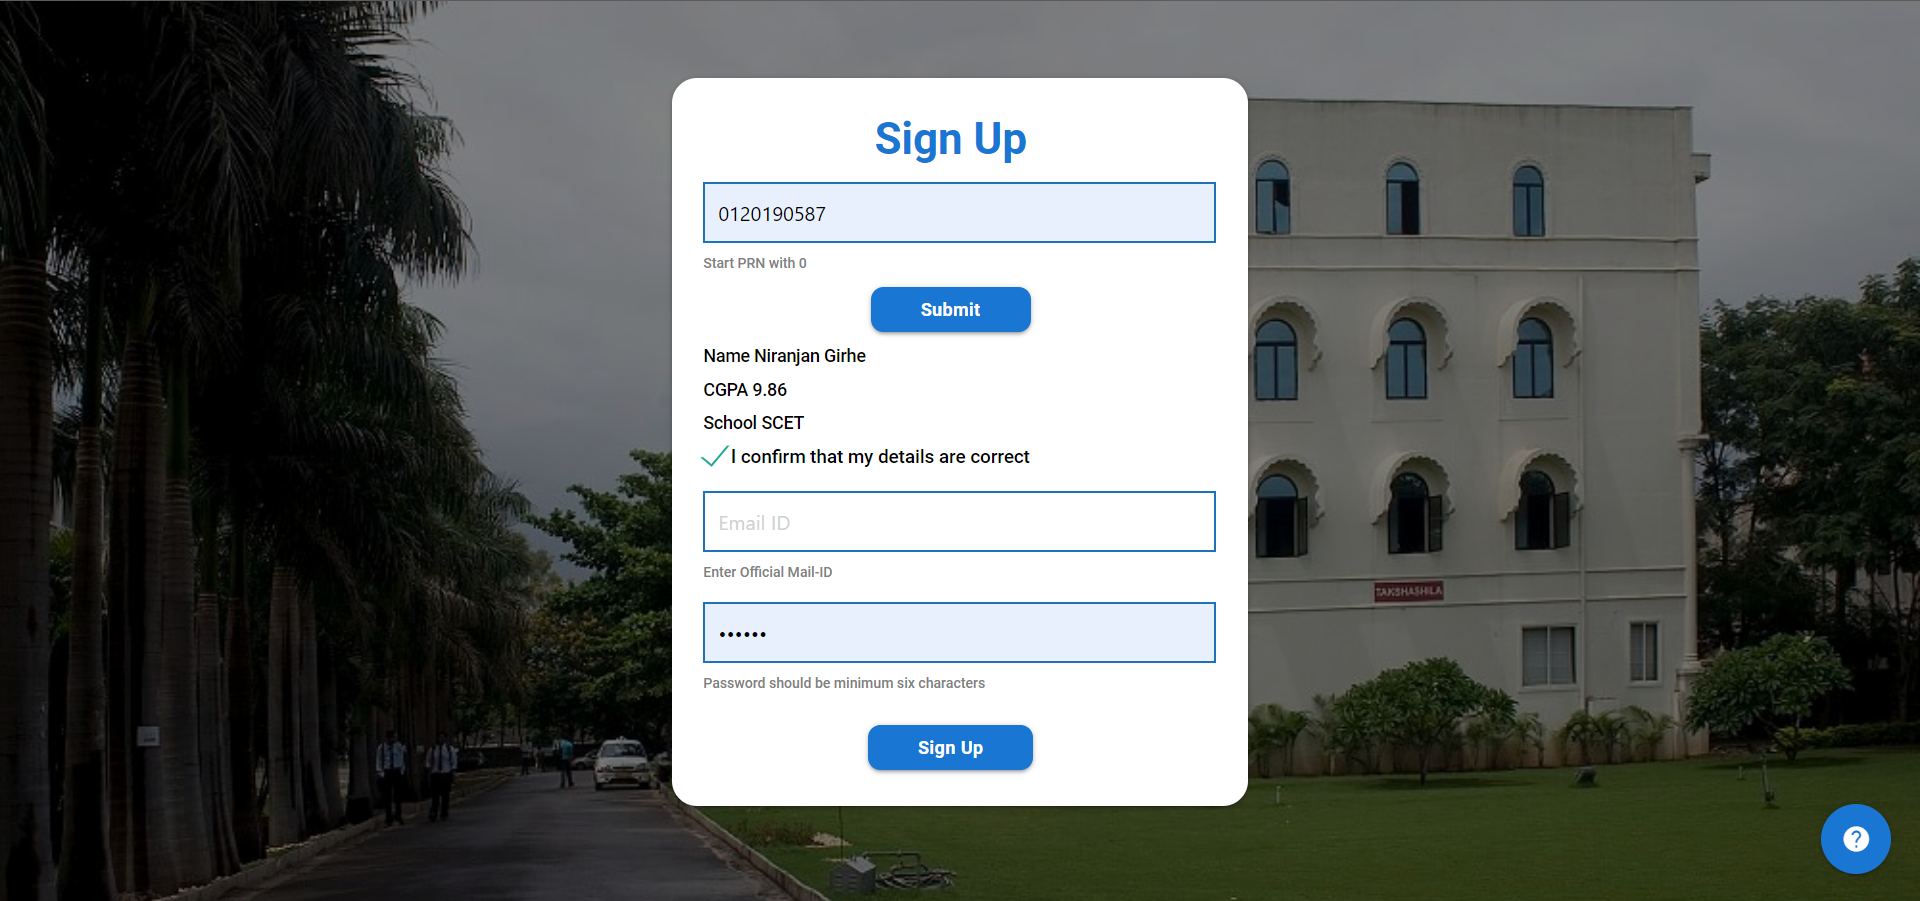 Sign Up
0120190587
Start PRN with 0
Submit
Name Niranjan Girhe
CGPA 9.86
School SCET
I confirm that my details are correct
Email ID
Enter Official Mail-ID
••••••
Password should be minimum six characters
Sign Up
TAKSHASHILA
?